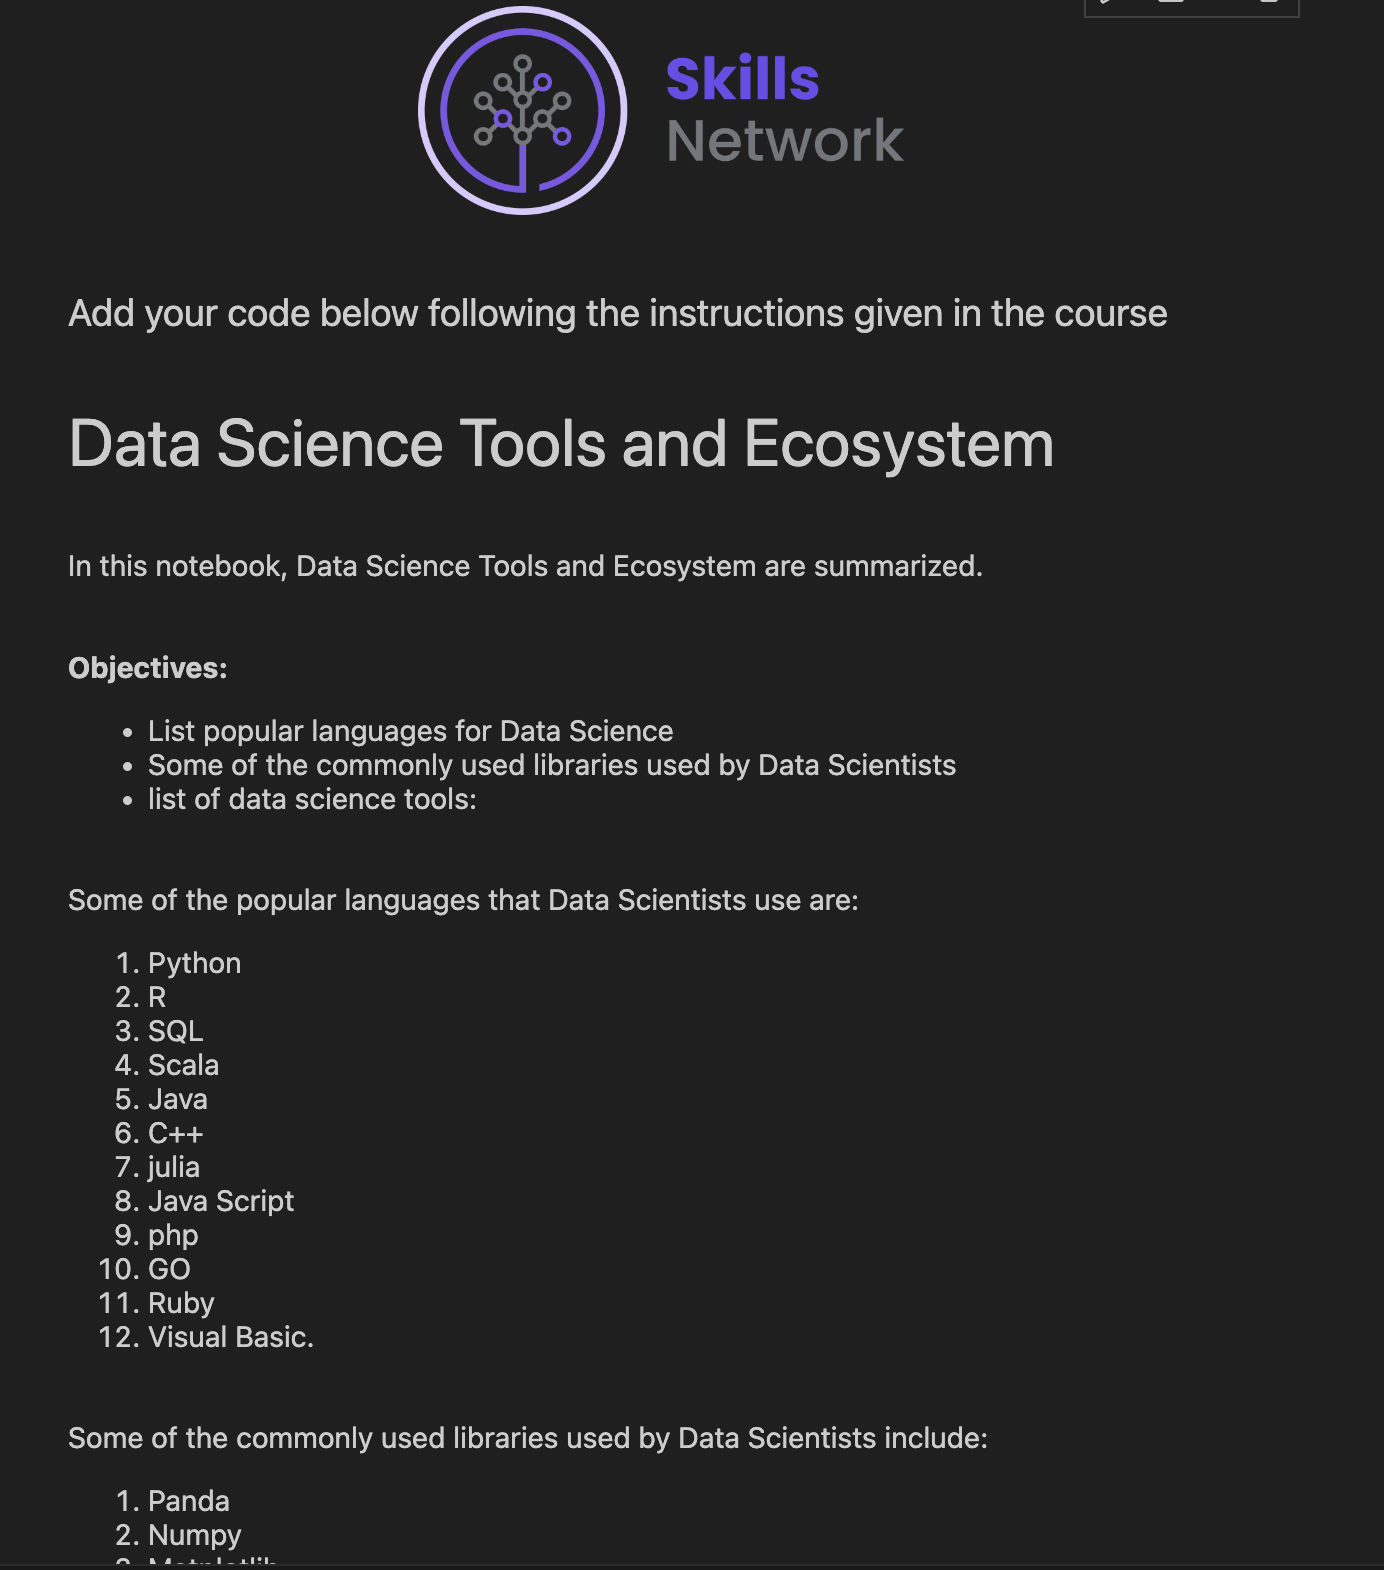 Skills
Network
Add your code below following the instructions given in the course
Data Science Tools and Ecosystem
In this notebook, Data Science Tools and Ecosystem are summarized.
Objectives:
• List popular languages for Data Science
• Some of the commonly used libraries used by Data Scientists
• list of data science tools:
Some of the popular languages that Data Scientists use are:
1. Python
2. R
3. SQL
4. Scala
5. Java
6. C++
7. julia
8. Java Script
9. php
10. GO
11. Ruby
12. Visual Basic.
Some of the commonly used libraries used by Data Scientists include:
1. Panda
2. Numpy